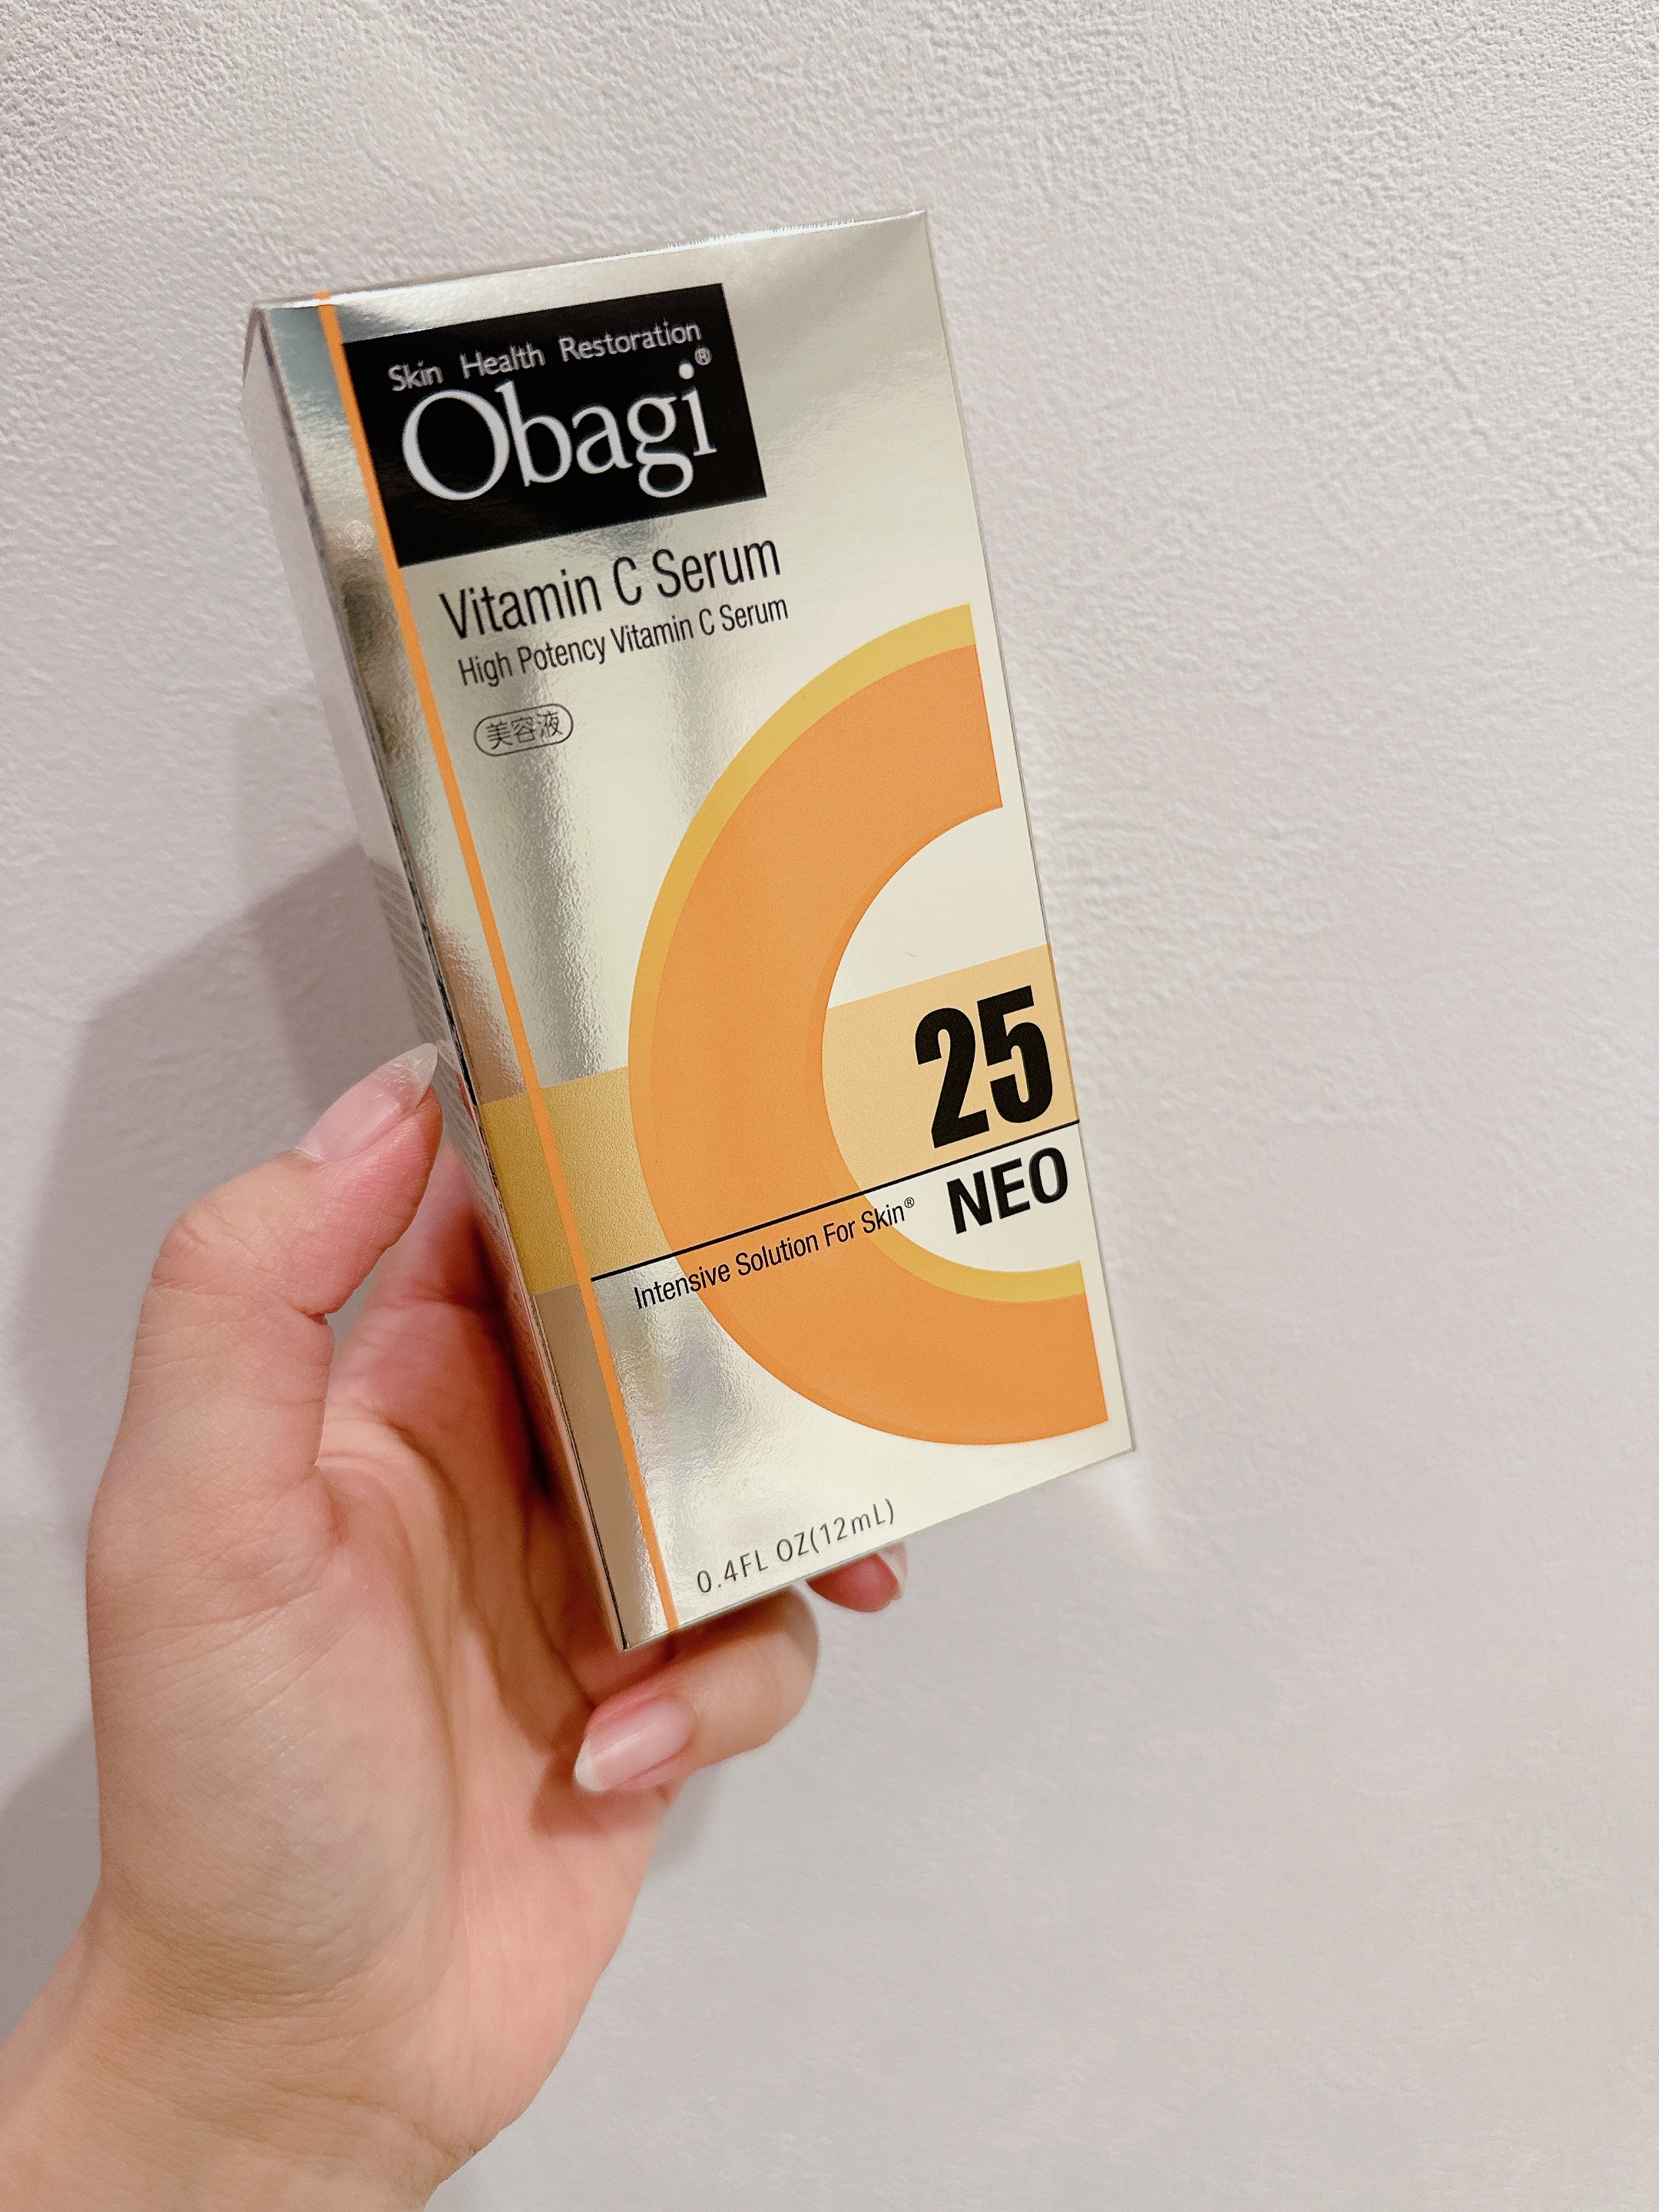 Skin Health Restoration
Obagi®
Vitamin C Serum
High Potency Vitamin C Serum
美容液
25
NEO
Intensive Solution For Skin®
0.4FL OZ(12mL)